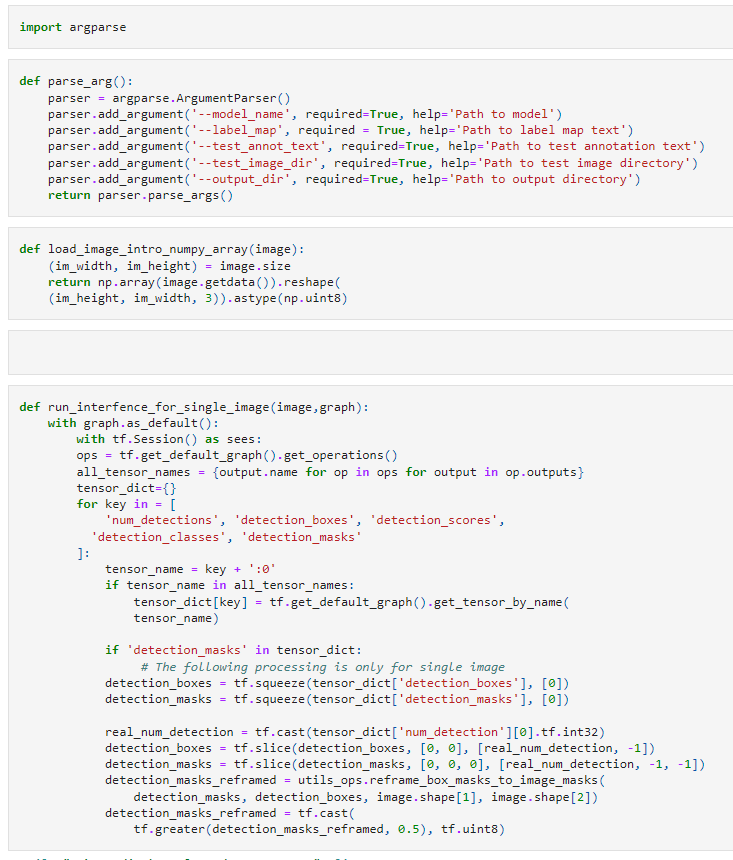 import argparse
def parse_arg():
    parser = argparse.ArgumentParser()
    parser.add_argument('--model_name', required=True, help='Path to model')
    parser.add_argument('--label_map', required = True, help='Path to label map text')
    parser.add_argument('--test_annot_text', required=True, help='Path to test annotation text')
    parser.add_argument('--test_image_dir', required=True, help='Path to test image directory')
    parser.add_argument('--output_dir', required=True, help='Path to output directory')
    return parser.parse_args()
def load_image_intro_numpy_array(image):
    (im_width, im_height) = image.size
    return np.array(image.getdata()).reshape(
    (im_height, im_width, 3)).astype(np.uint8)
def run_interfence_for_single_image(image,graph):
    with graph.as_default():
        with tf.Session() as sees:
        ops = tf.get_default_graph().get_operations()
        all_tensor_names = {output.name for op in ops for output in op.outputs}
        tensor_dict={}
        for key in = [
            'num_detections', 'detection_boxes', 'detection_scores',
          'detection_classes', 'detection_masks'
        ]:
            tensor_name = key + ':0'
            if tensor_name in all_tensor_names:
                tensor_dict[key] = tf.get_default_graph().get_tensor_by_name(
                tensor_name)
            if 'detection_masks' in tensor_dict:
                 # The following processing is only for single image
            detection_boxes = tf.squeeze(tensor_dict['detection_boxes'], [0])
            detection_masks = tf.squeeze(tensor_dict['detection_masks'], [0])
            real_num_detection = tf.cast(tensor_dict['num_detection'][0].tf.int32)
            detection_boxes = tf.slice(detection_boxes, [0, 0], [real_num_detection, -1])
            detection_masks = tf.slice(detection_masks, [0, 0, 0], [real_num_detection, -1, -1])
            detection_masks_reframed = utils_ops.reframe_box_masks_to_image_masks(
                detection_masks, detection_boxes, image.shape[1], image.shape[2])
            detection_masks_reframed = tf.cast(
                tf.greater(detection_masks_reframed, 0.5), tf.uint8)